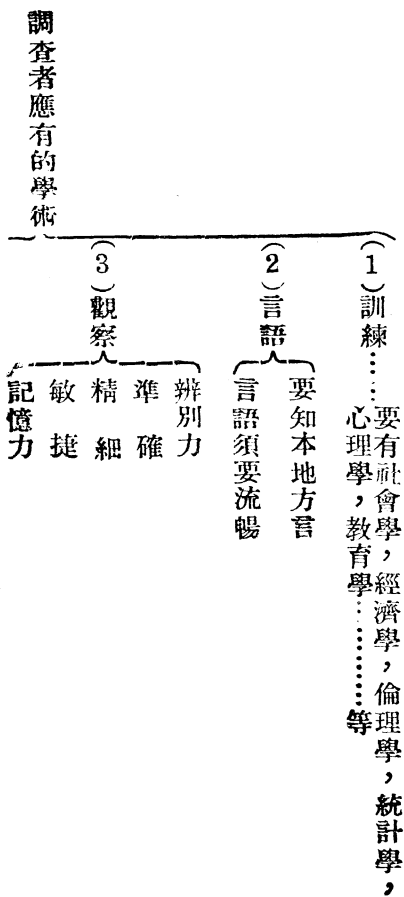 調查者應有的學術
(1)訓練……要有社會學，經濟學，倫理學，統計學，
心理學，教育學…………等
(2)言語
要知本地方言
言語須要流暢
(3)觀察
辨別力
準確
精細
敏捷
記憶力